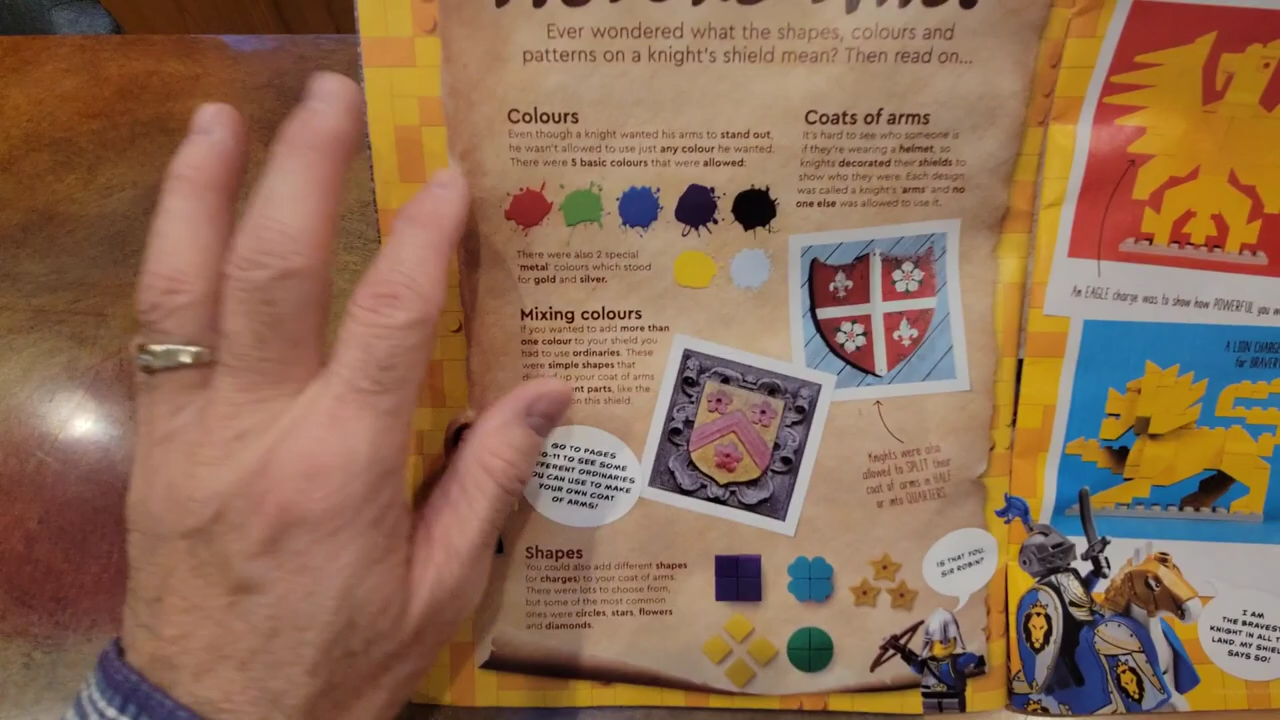 Ever wondered what the shapes, colours and
patterns on a knight's shield mean? Then read on...
Colours
Even though a knight wanted his arms to stand out,
he wasn't allowed to use just any colour he wanted.
There were 5 basic colours that were allowed:
There were also 2 special
'metal' colours which stood
for gold and silver.
Mixing colours
If you wanted to add more than
one colour to your shield you
had to use ordinaries. These
were simple shapes that
up your coat of arms
parts, like the
on this shield.
GO TO PAGES
TO SEE SOME
ORDINARIES
CAN USE TO MAKE
YOUR OWN COAT
OF ARMS!
Shapes
You could also add different shapes
(or charges) to your coat of arms.
There were lots to choose from,
but some of the most common
ones were circles, stars, flowers
and diamonds.
Coats of arms
It's hard to see who someone is
if they're wearing a helmet, so
knights decorated their shields to
show who they were. Each design
was called a knight's 'arms' and no
one else was allowed to use it.
Knights were also
allowed to SPLIT their
coat of arms in HALF
or into QUARTERS.
IS THAT YOU,
SIR ROBIN?
An EAGLE charge was to show how POWERFUL you
A LION
for
I AM
THE BRAVEST
KNIGHT IN ALL
LAND. MY
SAYS SO!